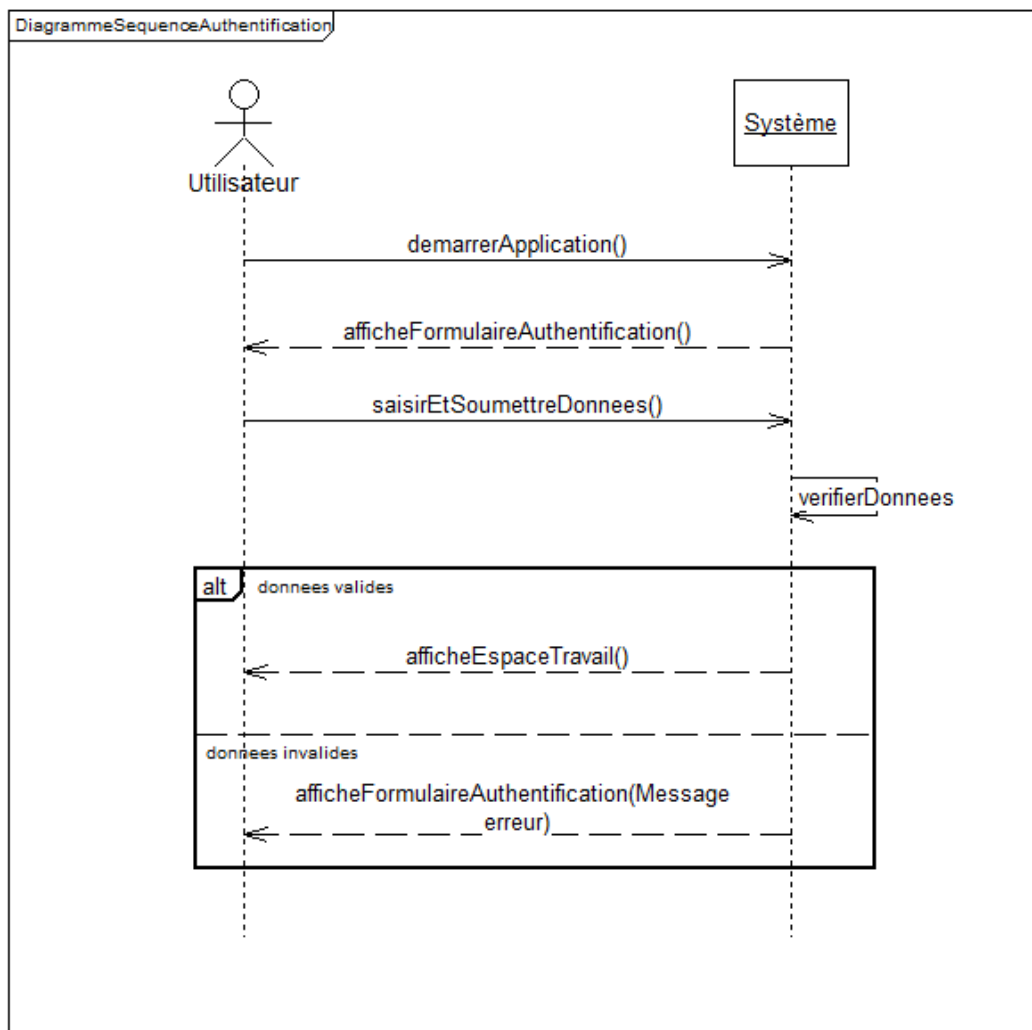 DiagrammeSequenceAuthentification
Utilisateur
Système
demarrerApplication()
afficheFormulaireAuthentification()
saisirEtSoumettreDonnees()
verifierDonnees
alt
donnees valides
afficheEspaceTravail()
donnees invalides
afficheFormulaireAuthentification(Message
erreur)